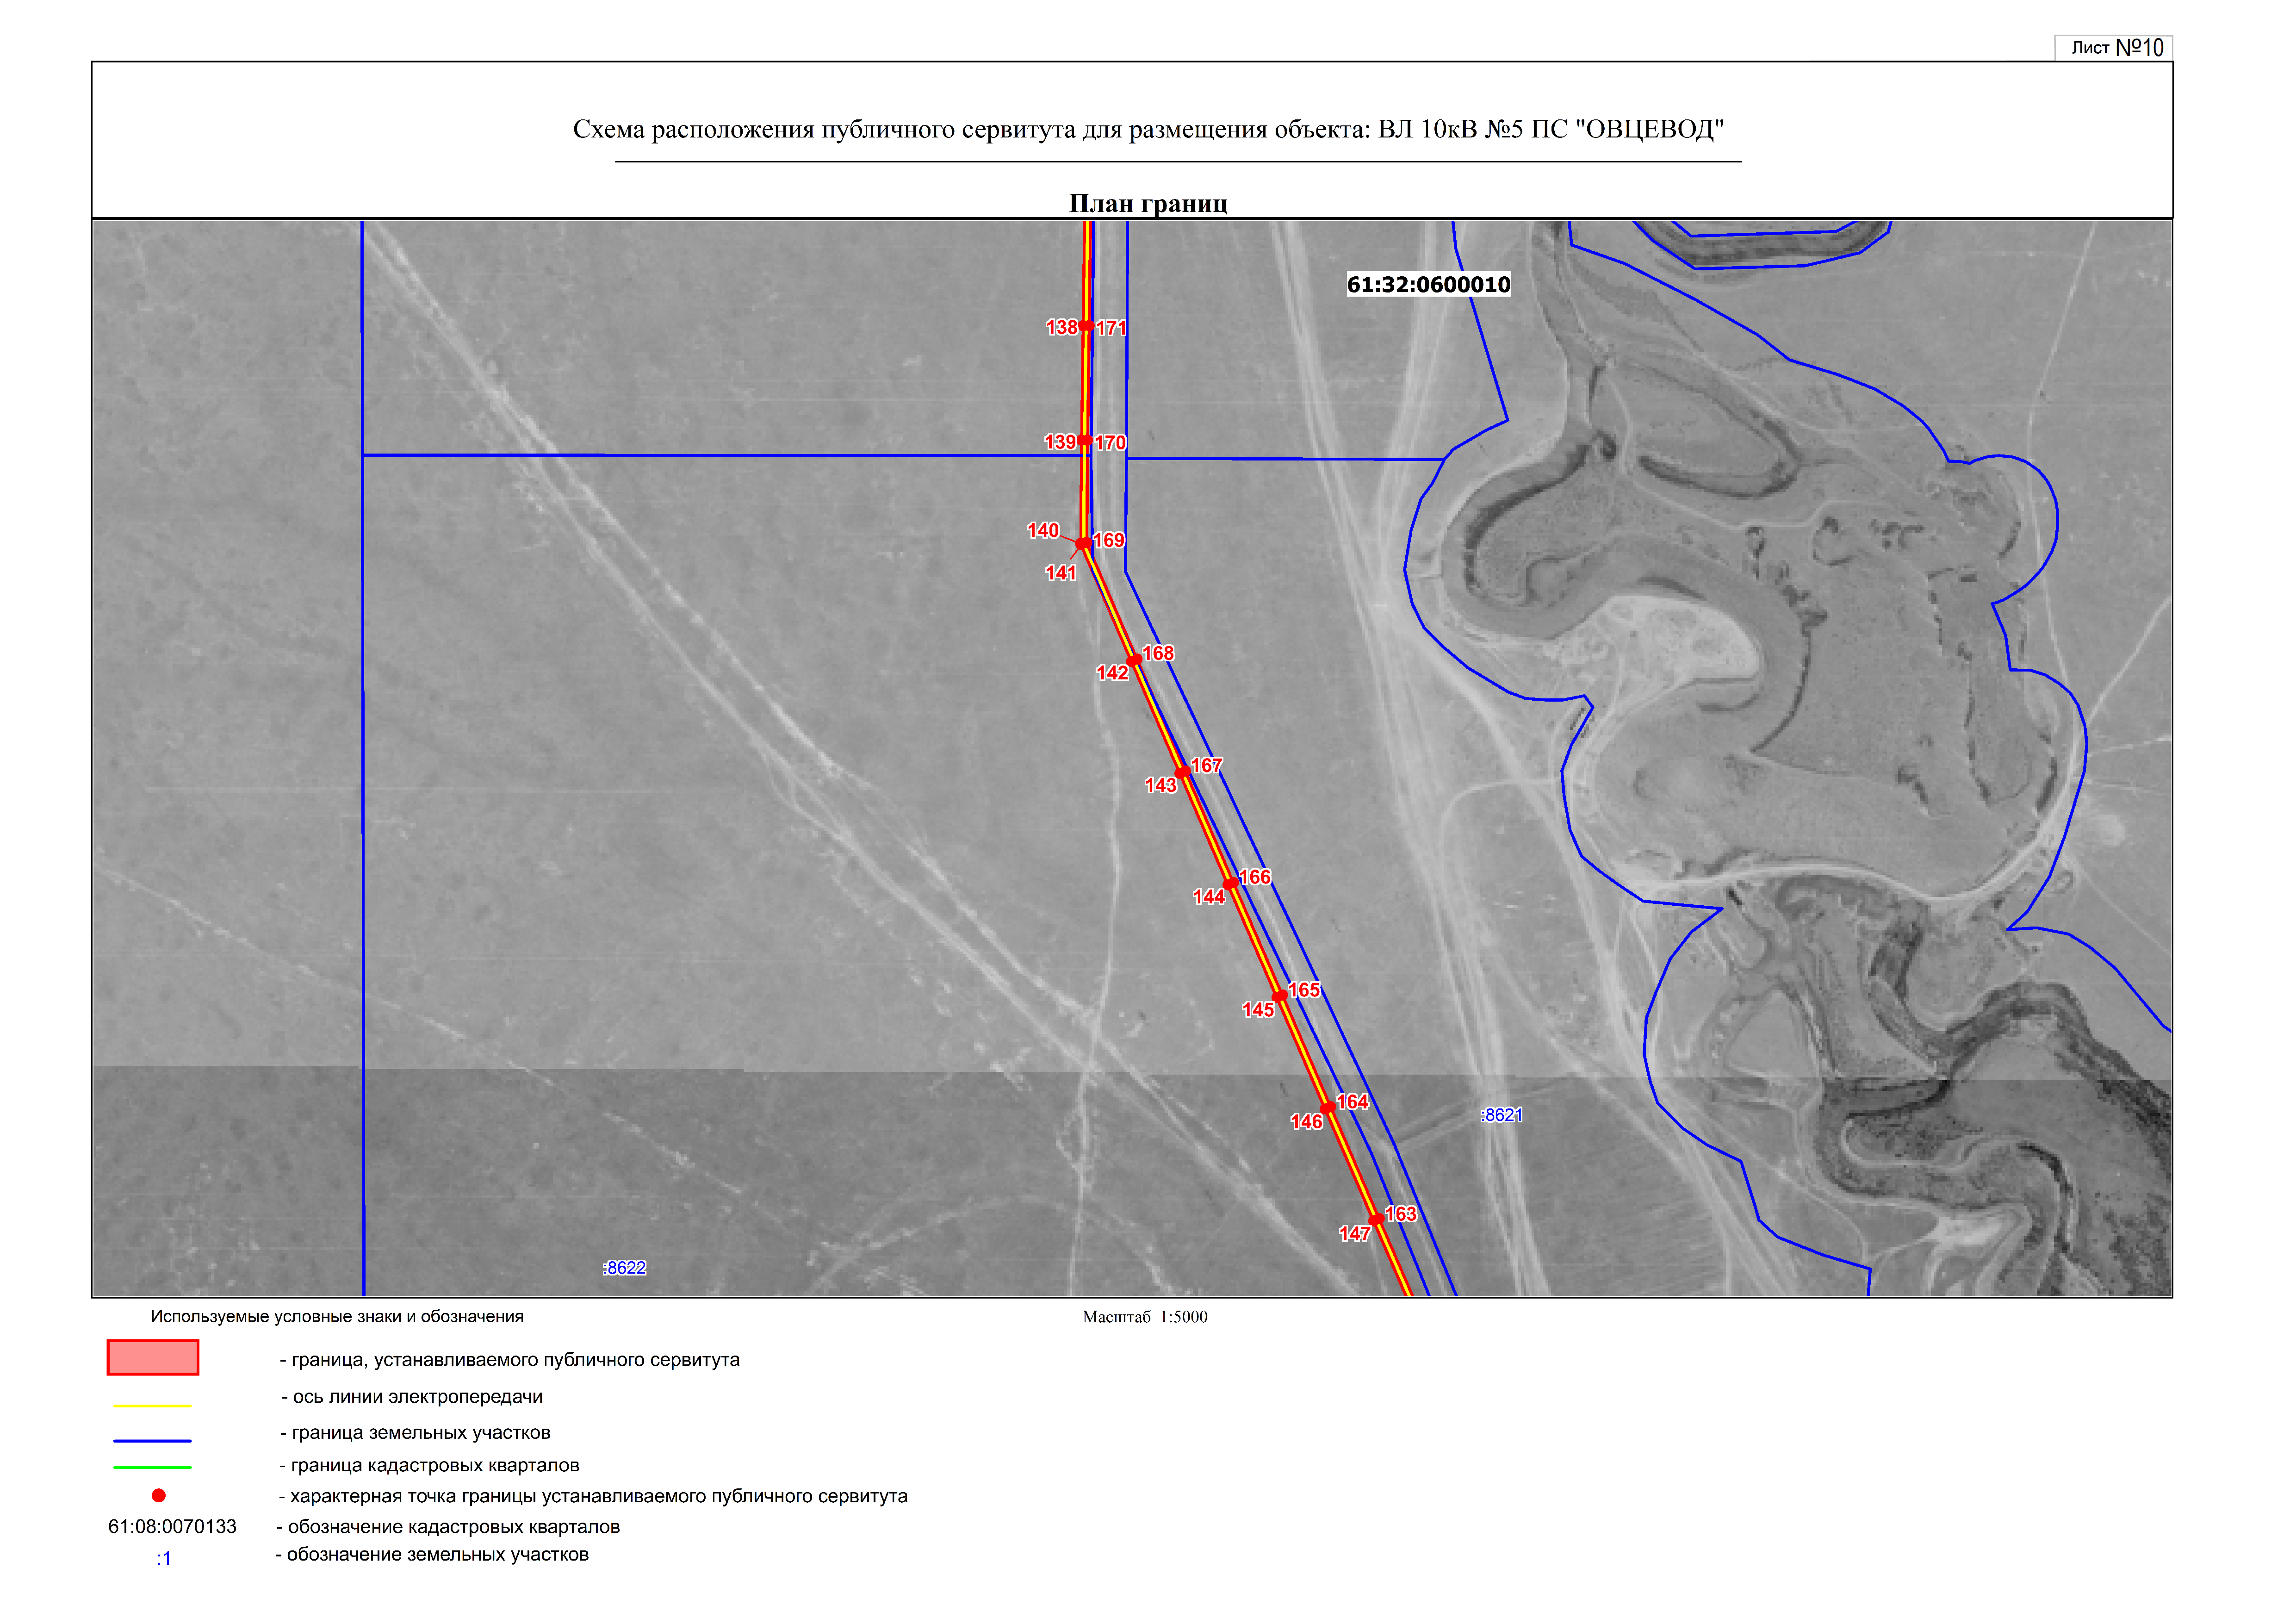 Лист №10
Схема расположения публичного сервитута для размещения объекта: ВЛ 10кВ №5 ПС "ОВЦЕВОД"
План границ
61:32:0600010
138 171
139 170
140 169
141
168
142
167
143
166
144
165
145
164
146
:8621
163
147
:8622
Используемые условные знаки и обозначения
Масштаб 1:5000
- граница, устанавливаемого публичного сервитута
- ось линии электропередачи
- граница земельных участков
- граница кадастровых кварталов
- характерная точка границы устанавливаемого публичного сервитута
61:08:0070133 - обозначение кадастровых кварталов
:1 - обозначение земельных участков